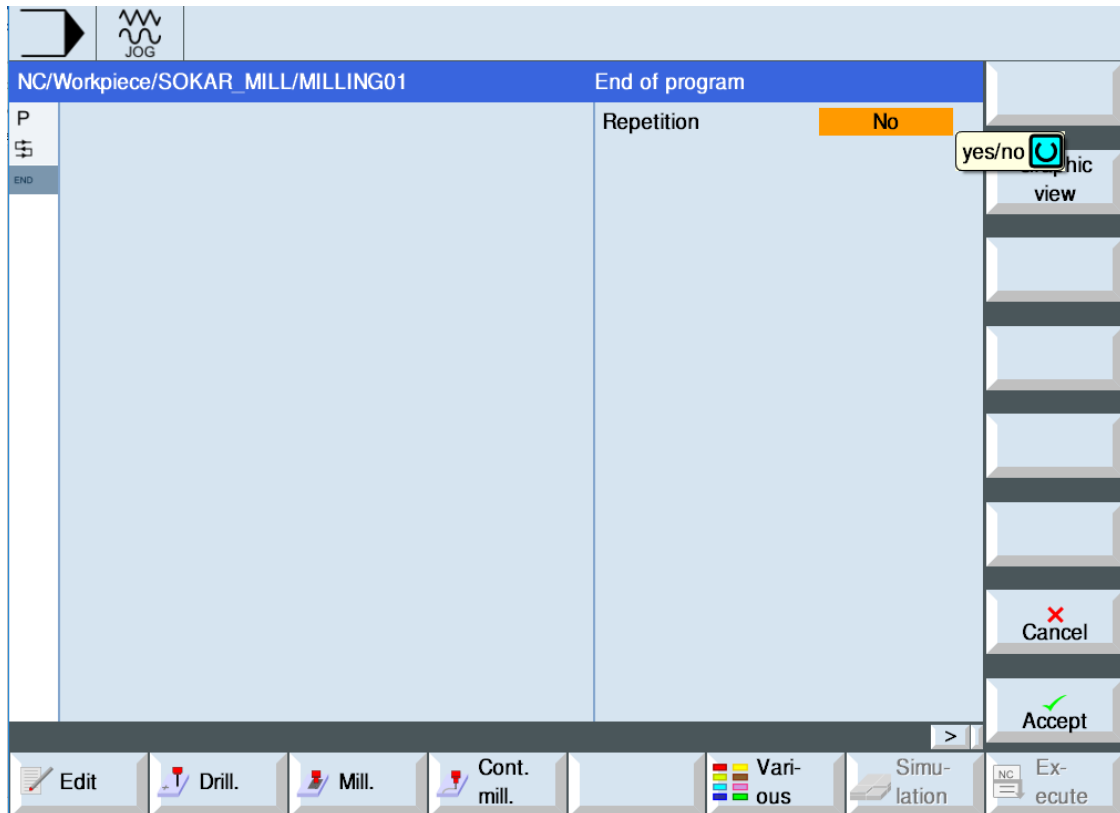 JOG
NC/Workpiece/SOKAR_MILL/MILLING01
End of program
P
END
Repetition No
yes/no
view
Cancel
Accept
>
Edit
Drill.
Mill.
Cont.
mill.
Vari-
ous
Simu-
lation
NC
Ex-
ecute